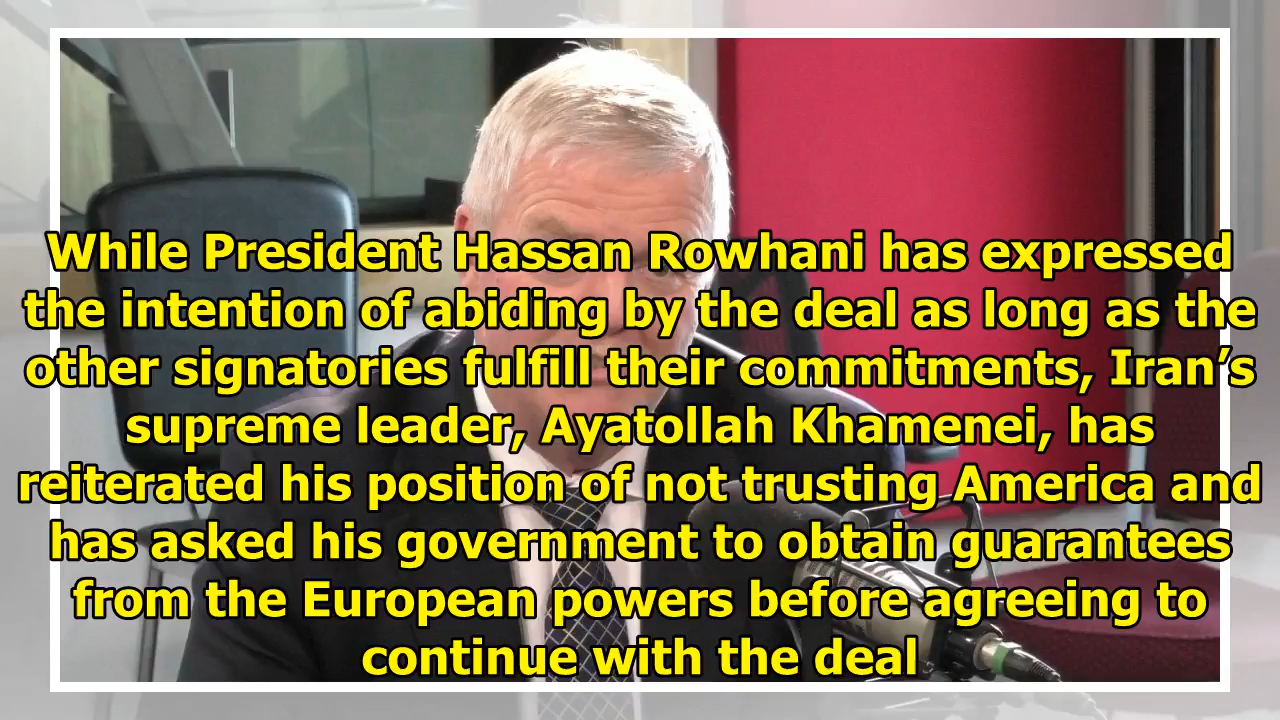 While President Hassan Rowhani has expressed
the intention of abiding by the deal as long as the
other signatories fulfill their commitments, Iran’s
supreme leader, Ayatollah Khamenei, has
reiterated his position of not trusting America and
has asked his government to obtain guarantees
from the European powers before agreeing to
continue with the deal